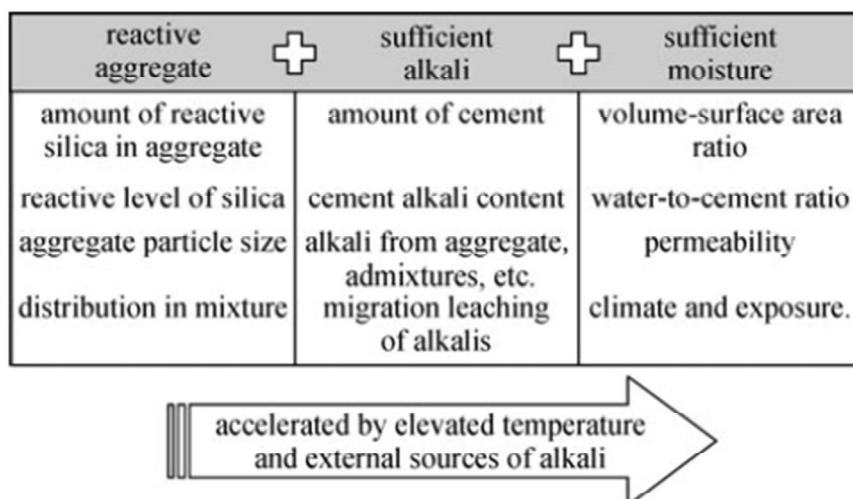 reactive
aggregate
sufficient
alkali
sufficient
moisture
amount of reactive
silica in aggregate
reactive level of silica
aggregate particle size
distribution in mixture
amount of cement
cement alkali content
alkali from aggregate,
admixtures, etc.
migration leaching
of alkalis
volume-surface area
ratio
water-to-cement ratio
permeability
climate and exposure.
accelerated by elevated temperature
and external sources of alkali